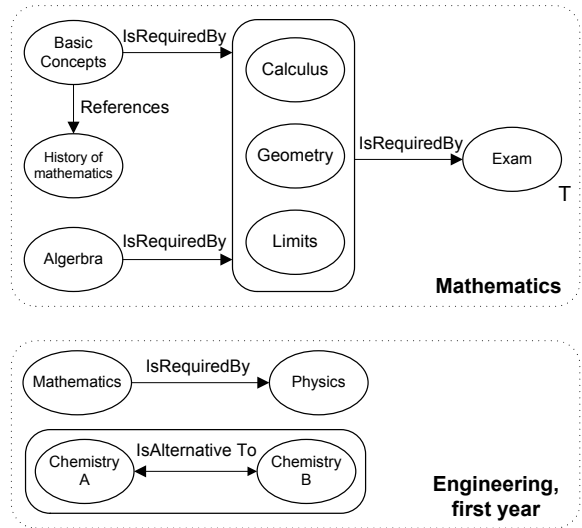 Basic
Concepts
IsRequiredBy
Calculus
References
History of
mathematics
Geometry
IsRequiredBy
Exam
T
Algerbra
IsRequiredBy
Limits
Mathematics
Mathematics
IsRequiredBy
Physics
Chemistry
A
IsAlternative To
Chemistry
B
Engineering,
first year